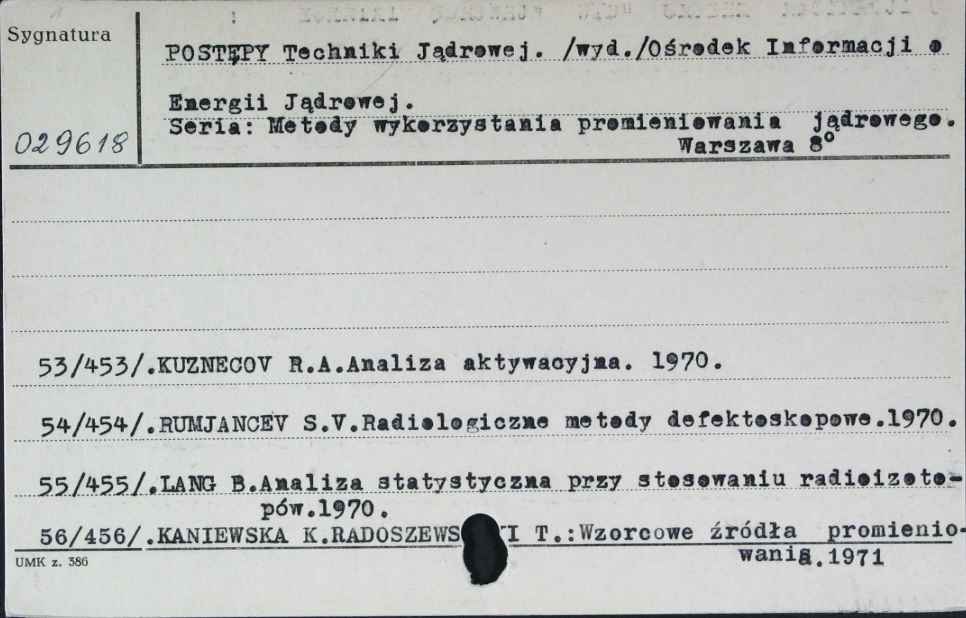 Sygnatura
POSTĘPY Techniki Jądrowej. /wyd./Ośrodek Informacji o
Energii Jądrowej.
Seria: Metody wykorzystania promieniowania jądrowego.
029618
Warszawa 8°
53/453/.KUZNECOV R.A.Analiza aktywacyjna. 1970.
54/454/.RUMJANCEV S.V.Radiologiczne metody defektoskopowe.1970.
55/455/.LANG B.Analiza statystyczna przy stosowaniu radioizoto-
pów.1970.
56/456/.KANIEWSKA K.RADOSZEWS I T.:Wzorcowe źródła promienio-
wania.1971
UMK z. 386